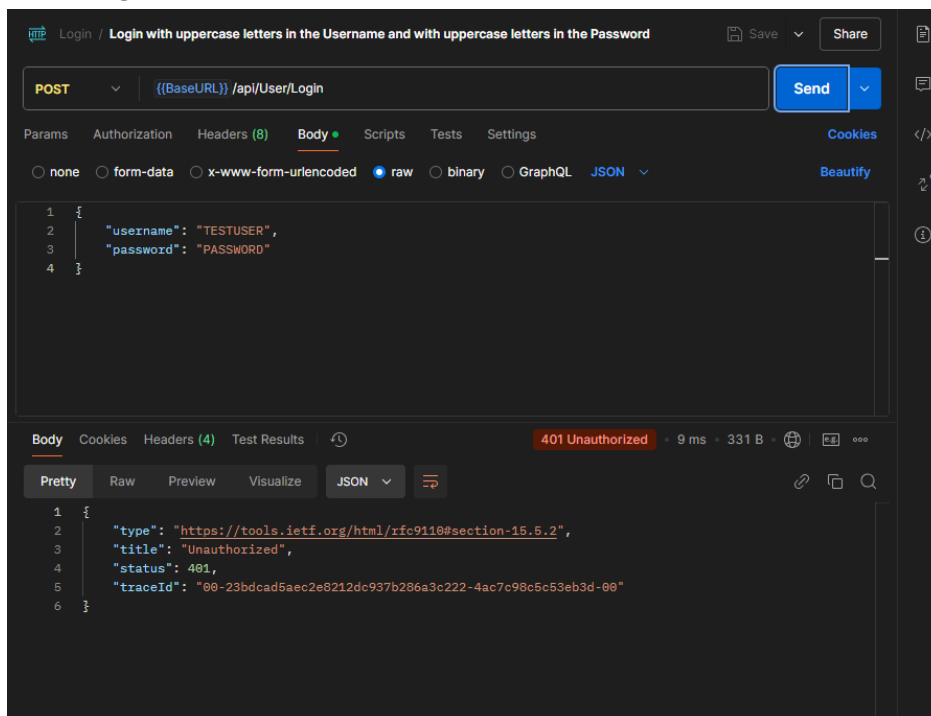 HTTP Login / Login with uppercase letters in the Username and with uppercase letters in the Password Save Share
POST {{BaseURL}} /api/User/Login Send
Params Authorization Headers (8) Body Scripts Tests Settings Cookies
none form-data x-www-form-urlencoded raw binary GraphQL JSON Beautify
1 {
2 "username": "TESTUSER",
3 "password": "PASSWORD"
4 }
Body Cookies Headers (4) Test Results 401 Unauthorized • 9 ms • 331 B • e.g.
Pretty Raw Preview Visualize JSON
1 {
2 "type": "https://tools.ietf.org/html/rfc9110#section-15.5.2",
3 "title": "Unauthorized",
4 "status": 401,
5 "traceId": "00-23bdcad5aec2e8212dc937b286a3c222-4ac7c98c5c53eb3d-00"
6 }